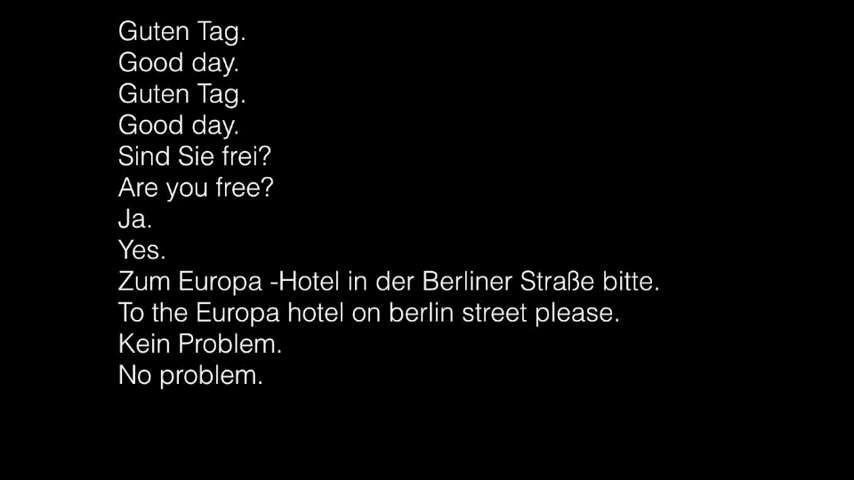 Guten Tag.
Good day.
Guten Tag.
Good day.
Sind Sie frei?
Are you free?
Ja.
Yes.
Zum Europa -Hotel in der Berliner Straße bitte.
To the Europa hotel on berlin street please.
Kein Problem.
No problem.